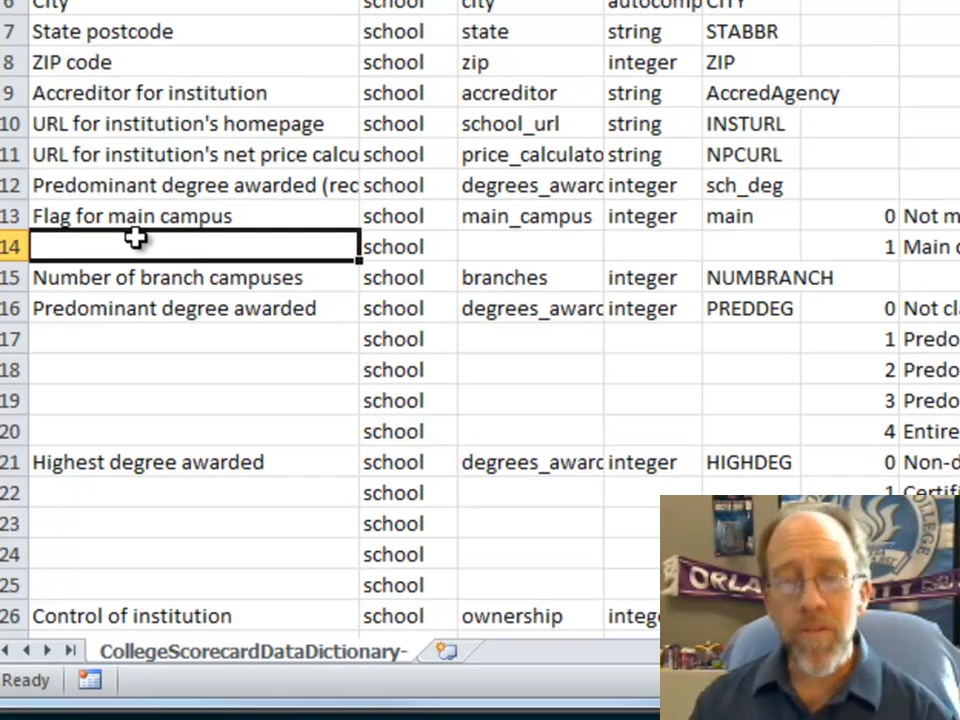 6 City school city autocomp CITY
7 State postcode school state string STABBR
8 ZIP code school zip integer ZIP
9 Accreditor for institution school accreditor string AccredAgency
10 URL for institution's homepage school school_url string INSTURL
11 URL for institution's net price calcu school price_calculato string NPCURL
12 Predominant degree awarded (rec school degrees_awarc integer sch_deg
13 Flag for main campus school main_campus integer main 0 Not m
14 school 1 Main c
15 Number of branch campuses school branches integer NUMBRANCH
16 Predominant degree awarded school degrees_awarc integer PREDDEG 0 Not cl
17 school 1 Predo
18 school 2 Predo
19 school 3 Predo
20 school 4 Entire
21 Highest degree awarded school degrees_awarc integer HIGHDEG 0 Non-d
22 school 1 Certifi
23 school
24 school
25 school
26 Control of institution school ownership intege
COLLEGE
ORLA
CollegeScorecardDataDictionary-
Ready